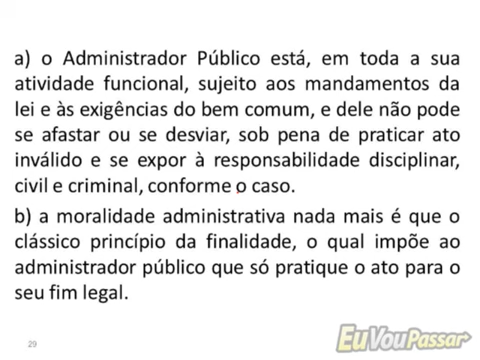 a) o Administrador Público está, em toda a sua
atividade funcional, sujeito aos mandamentos da
lei e às exigências do bem comum, e dele não pode
se afastar ou se desviar, sob pena de praticar ato
inválido e se expor à responsabilidade disciplinar,
civil e criminal, conforme o caso.
b) a moralidade administrativa nada mais é que o
clássico princípio da finalidade, o qual impõe ao
administrador público que só pratique o ato para o
seu fim legal.
29
EuVouPassar